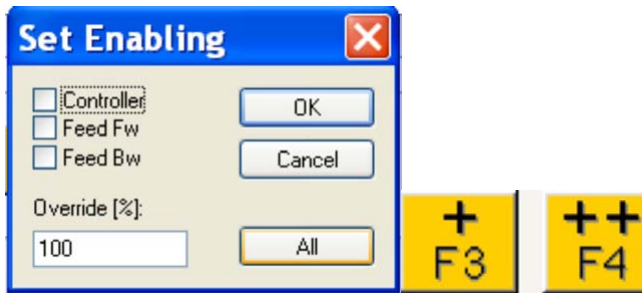 Set Enabling
Controller
Feed Fw
Feed Bw
OK
Cancel
Override [%]:
100
All
+
F3
++
F4